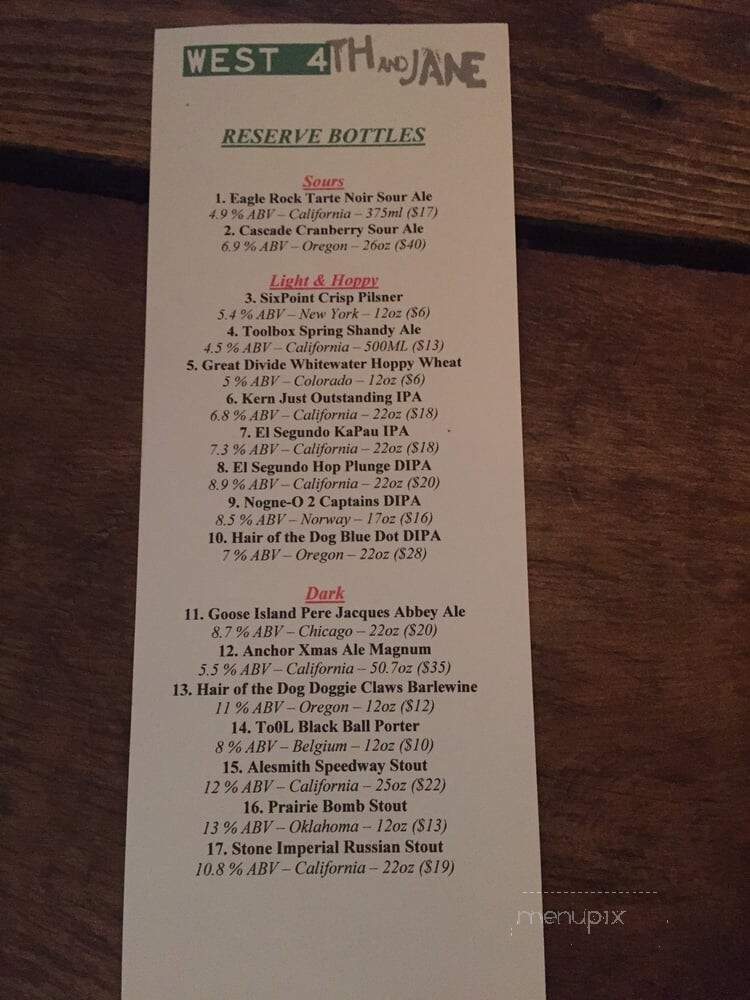 WEST 4TH AND JANE
RESERVE BOTTLES
Sours
1. Eagle Rock Tarte Noir Sour Ale
4.9 % ABV – California – 375ml ($17)
2. Cascade Cranberry Sour Ale
6.9 % ABV – Oregon – 26oz ($40)
Light & Hoppy
3. SixPoint Crisp Pilsner
5.4 % ABV – New York – 12oz ($6)
4. Toolbox Spring Shandy Ale
4.5 % ABV – California – 500ML ($13)
5. Great Divide Whitewater Hoppy Wheat
5 % ABV – Colorado – 12oz ($6)
6. Kern Just Outstanding IPA
6.8 % ABV – California – 22oz ($18)
7. El Segundo KaPau IPA
7.3 % ABV – California – 22oz ($18)
8. El Segundo Hop Plunge DIPA
8.9 % ABV – California – 22oz ($20)
9. Nogne-O 2 Captains DIPA
8.5 % ABV – Norway – 17oz ($16)
10. Hair of the Dog Blue Dot DIPA
7 % ABV – Oregon – 22oz ($28)
Dark
11. Goose Island Pere Jacques Abbey Ale
8.7 % ABV – Chicago – 22oz ($20)
12. Anchor Xmas Ale Magnum
5.5 % ABV – California – 50.7oz ($35)
13. Hair of the Dog Doggie Claws Barlewine
11 % ABV – Oregon – 12oz ($12)
14. To0L Black Ball Porter
8 % ABV – Belgium – 12oz ($10)
15. Alesmith Speedway Stout
12 % ABV – California – 25oz ($22)
16. Prairie Bomb Stout
13 % ABV – Oklahoma – 12oz ($13)
17. Stone Imperial Russian Stout
10.8 % ABV – California – 22oz ($19)
menupix